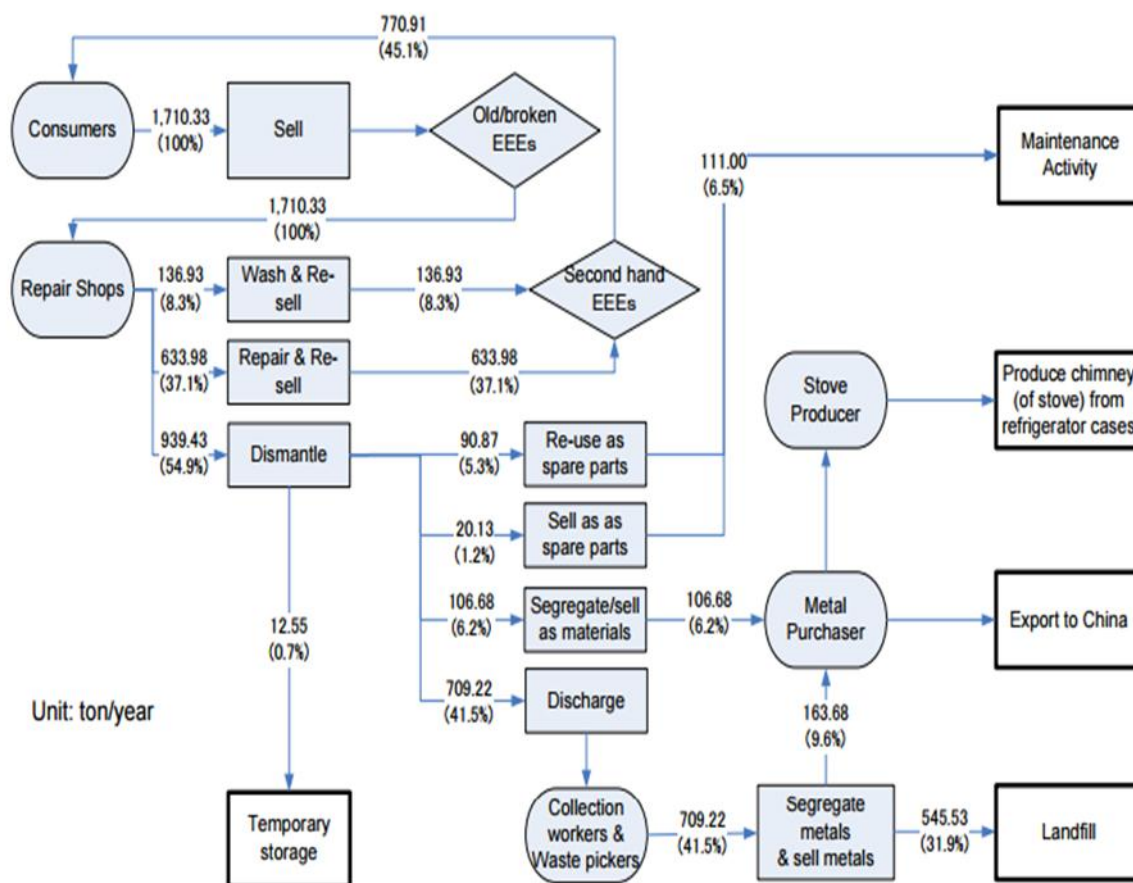 770.91
(45.1%)
Consumers
1,710.33
(100%)
Sell
Old/broken
EEEs
111.00
(6.5%)
Maintenance
Activity
1,710.33
(100%)
Repair Shops
136.93
(8.3%)
Wash & Re-
sell
136.93
(8.3%)
Second hand
EEEs
633.98
(37.1%)
Repair & Re-
sell
633.98
(37.1%)
Stove
Producer
Produce chimney
(of stove) from
refrigerator cases
939.43
(54.9%)
Dismantle
90.87
(5.3%)
Re-use as
spare parts
20.13
(1.2%)
Sell as as
spare parts
12.55
(0.7%)
106.68
(6.2%)
Segregate/sell
as materials
106.68
(6.2%)
Metal
Purchaser
Export to China
709.22
(41.5%)
Discharge
163.68
(9.6%)
Unit: ton/year
Temporary
storage
Collection
workers &
Waste pickers
709.22
(41.5%)
Segregate
metals
& sell metals
545.53
(31.9%)
Landfill